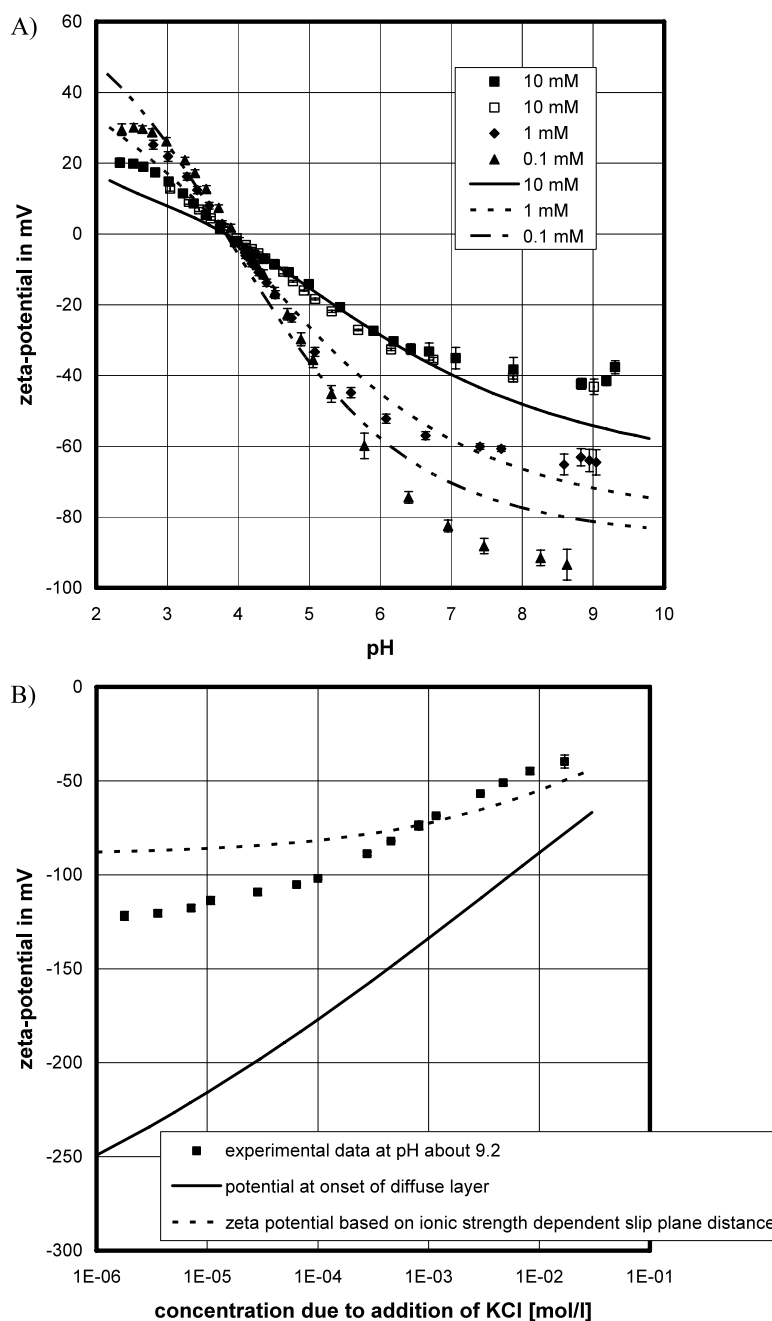 A)
60
40
20
0
-20
-40
-60
-80
-100
zeta-potential in mV
10 mM
10 mM
1 mM
0.1 mM
10 mM
1 mM
0.1 mM
2 3 4 5 6 7 8 9 10
pH
B)
0
-50
-100
-150
-200
-250
-300
zeta-potential in mV
experimental data at pH about 9.2
potential at onset of diffuse layer
zeta potential based on ionic strength dependent slip plane distance
1E-06 1E-05 1E-04 1E-03 1E-02 1E-01
concentration due to addition of KCl [mol/l]